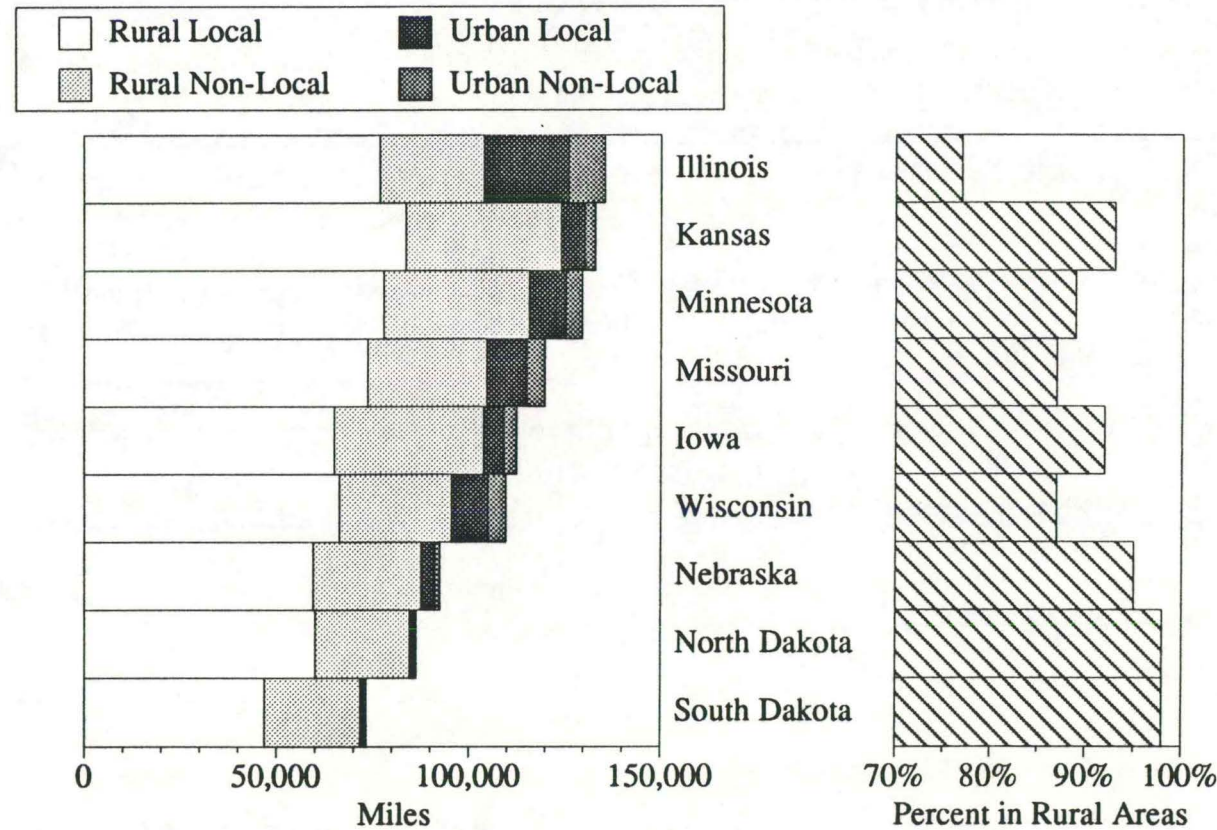 Rural Local
Urban Local
Rural Non-Local
Urban Non-Local
Illinois
Kansas
Minnesota
Missouri
Iowa
Wisconsin
Nebraska
North Dakota
South Dakota
0 50,000 100,000 150,000
Miles
70% 80% 90% 100%
Percent in Rural Areas